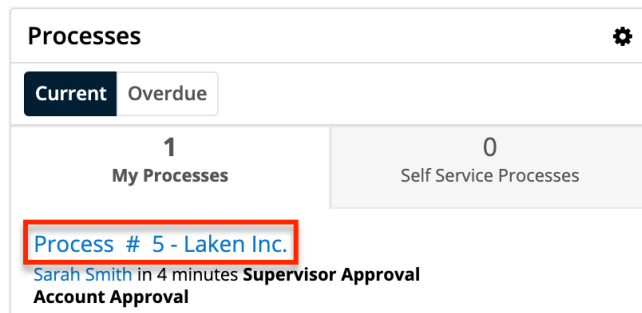 Processes
Current Overdue
1 0
My Processes Self Service Processes
Process # 5 - Laken Inc.
Sarah Smith in 4 minutes Supervisor Approval
Account Approval